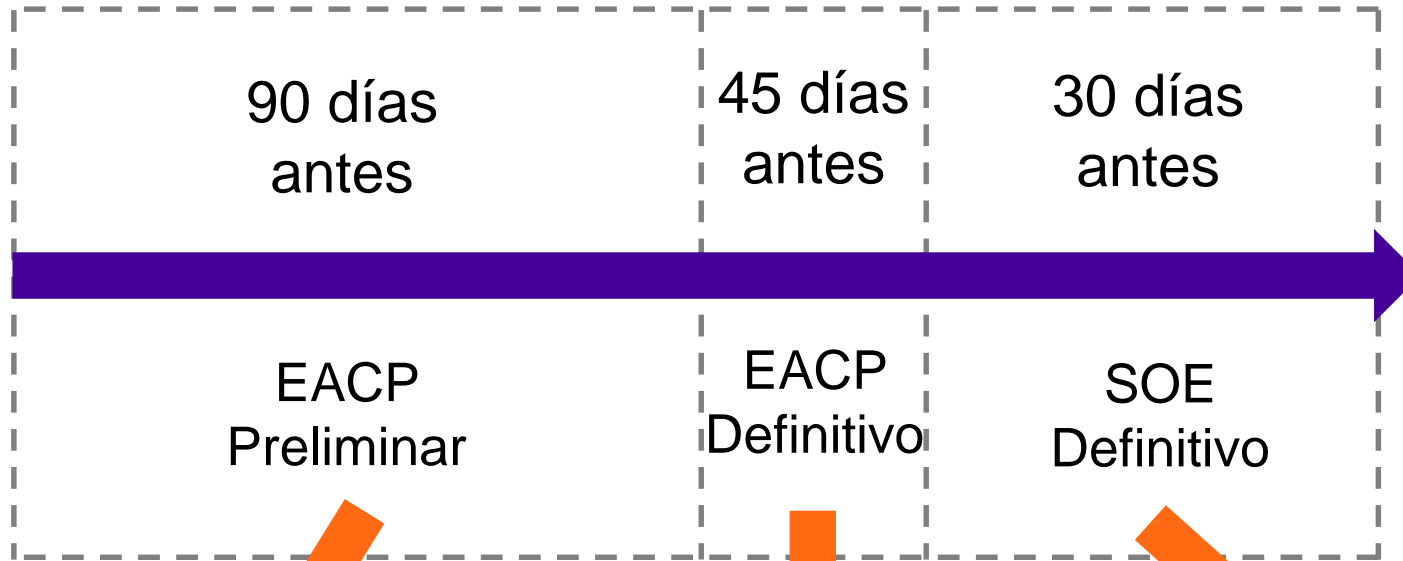 90 días
antes
45 días
antes
30 días
antes
EACP
Preliminar
EACP
Definitivo
SOE
Definitivo